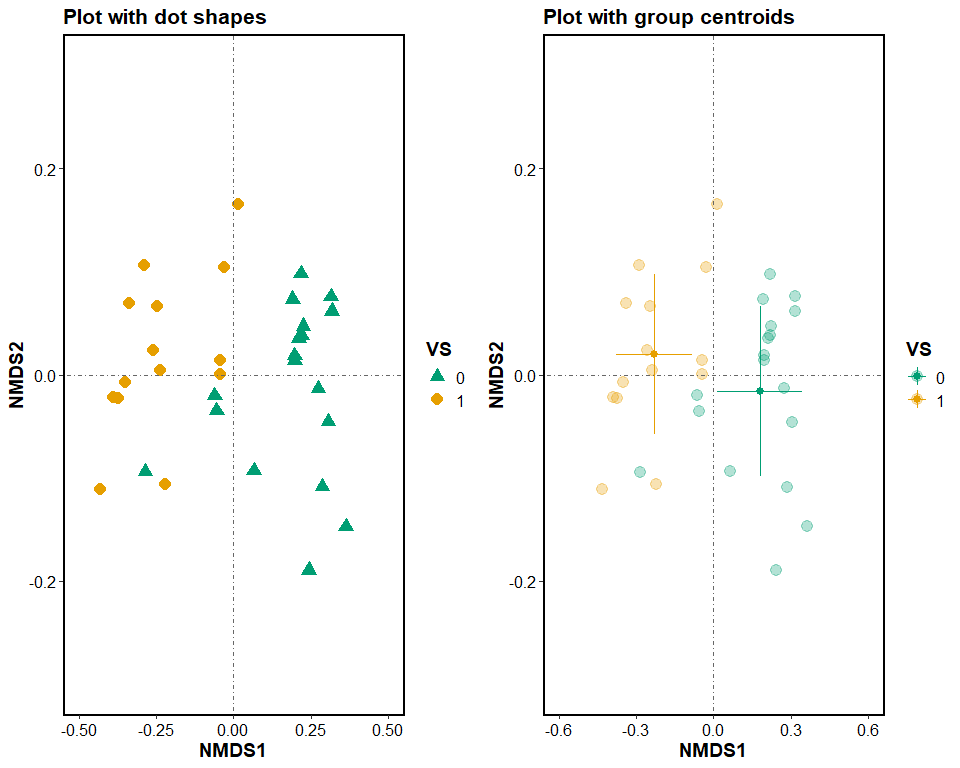 Plot with dot shapes
NMDS2
0.2
0.0
-0.2
-0.50
-0.25
0.00
0.25
0.50
NMDS1
VS
0
1
Plot with group centroids
NMDS2
0.2
0.0
-0.2
-0.6
-0.3
0.0
0.3
0.6
NMDS1
VS
0
1